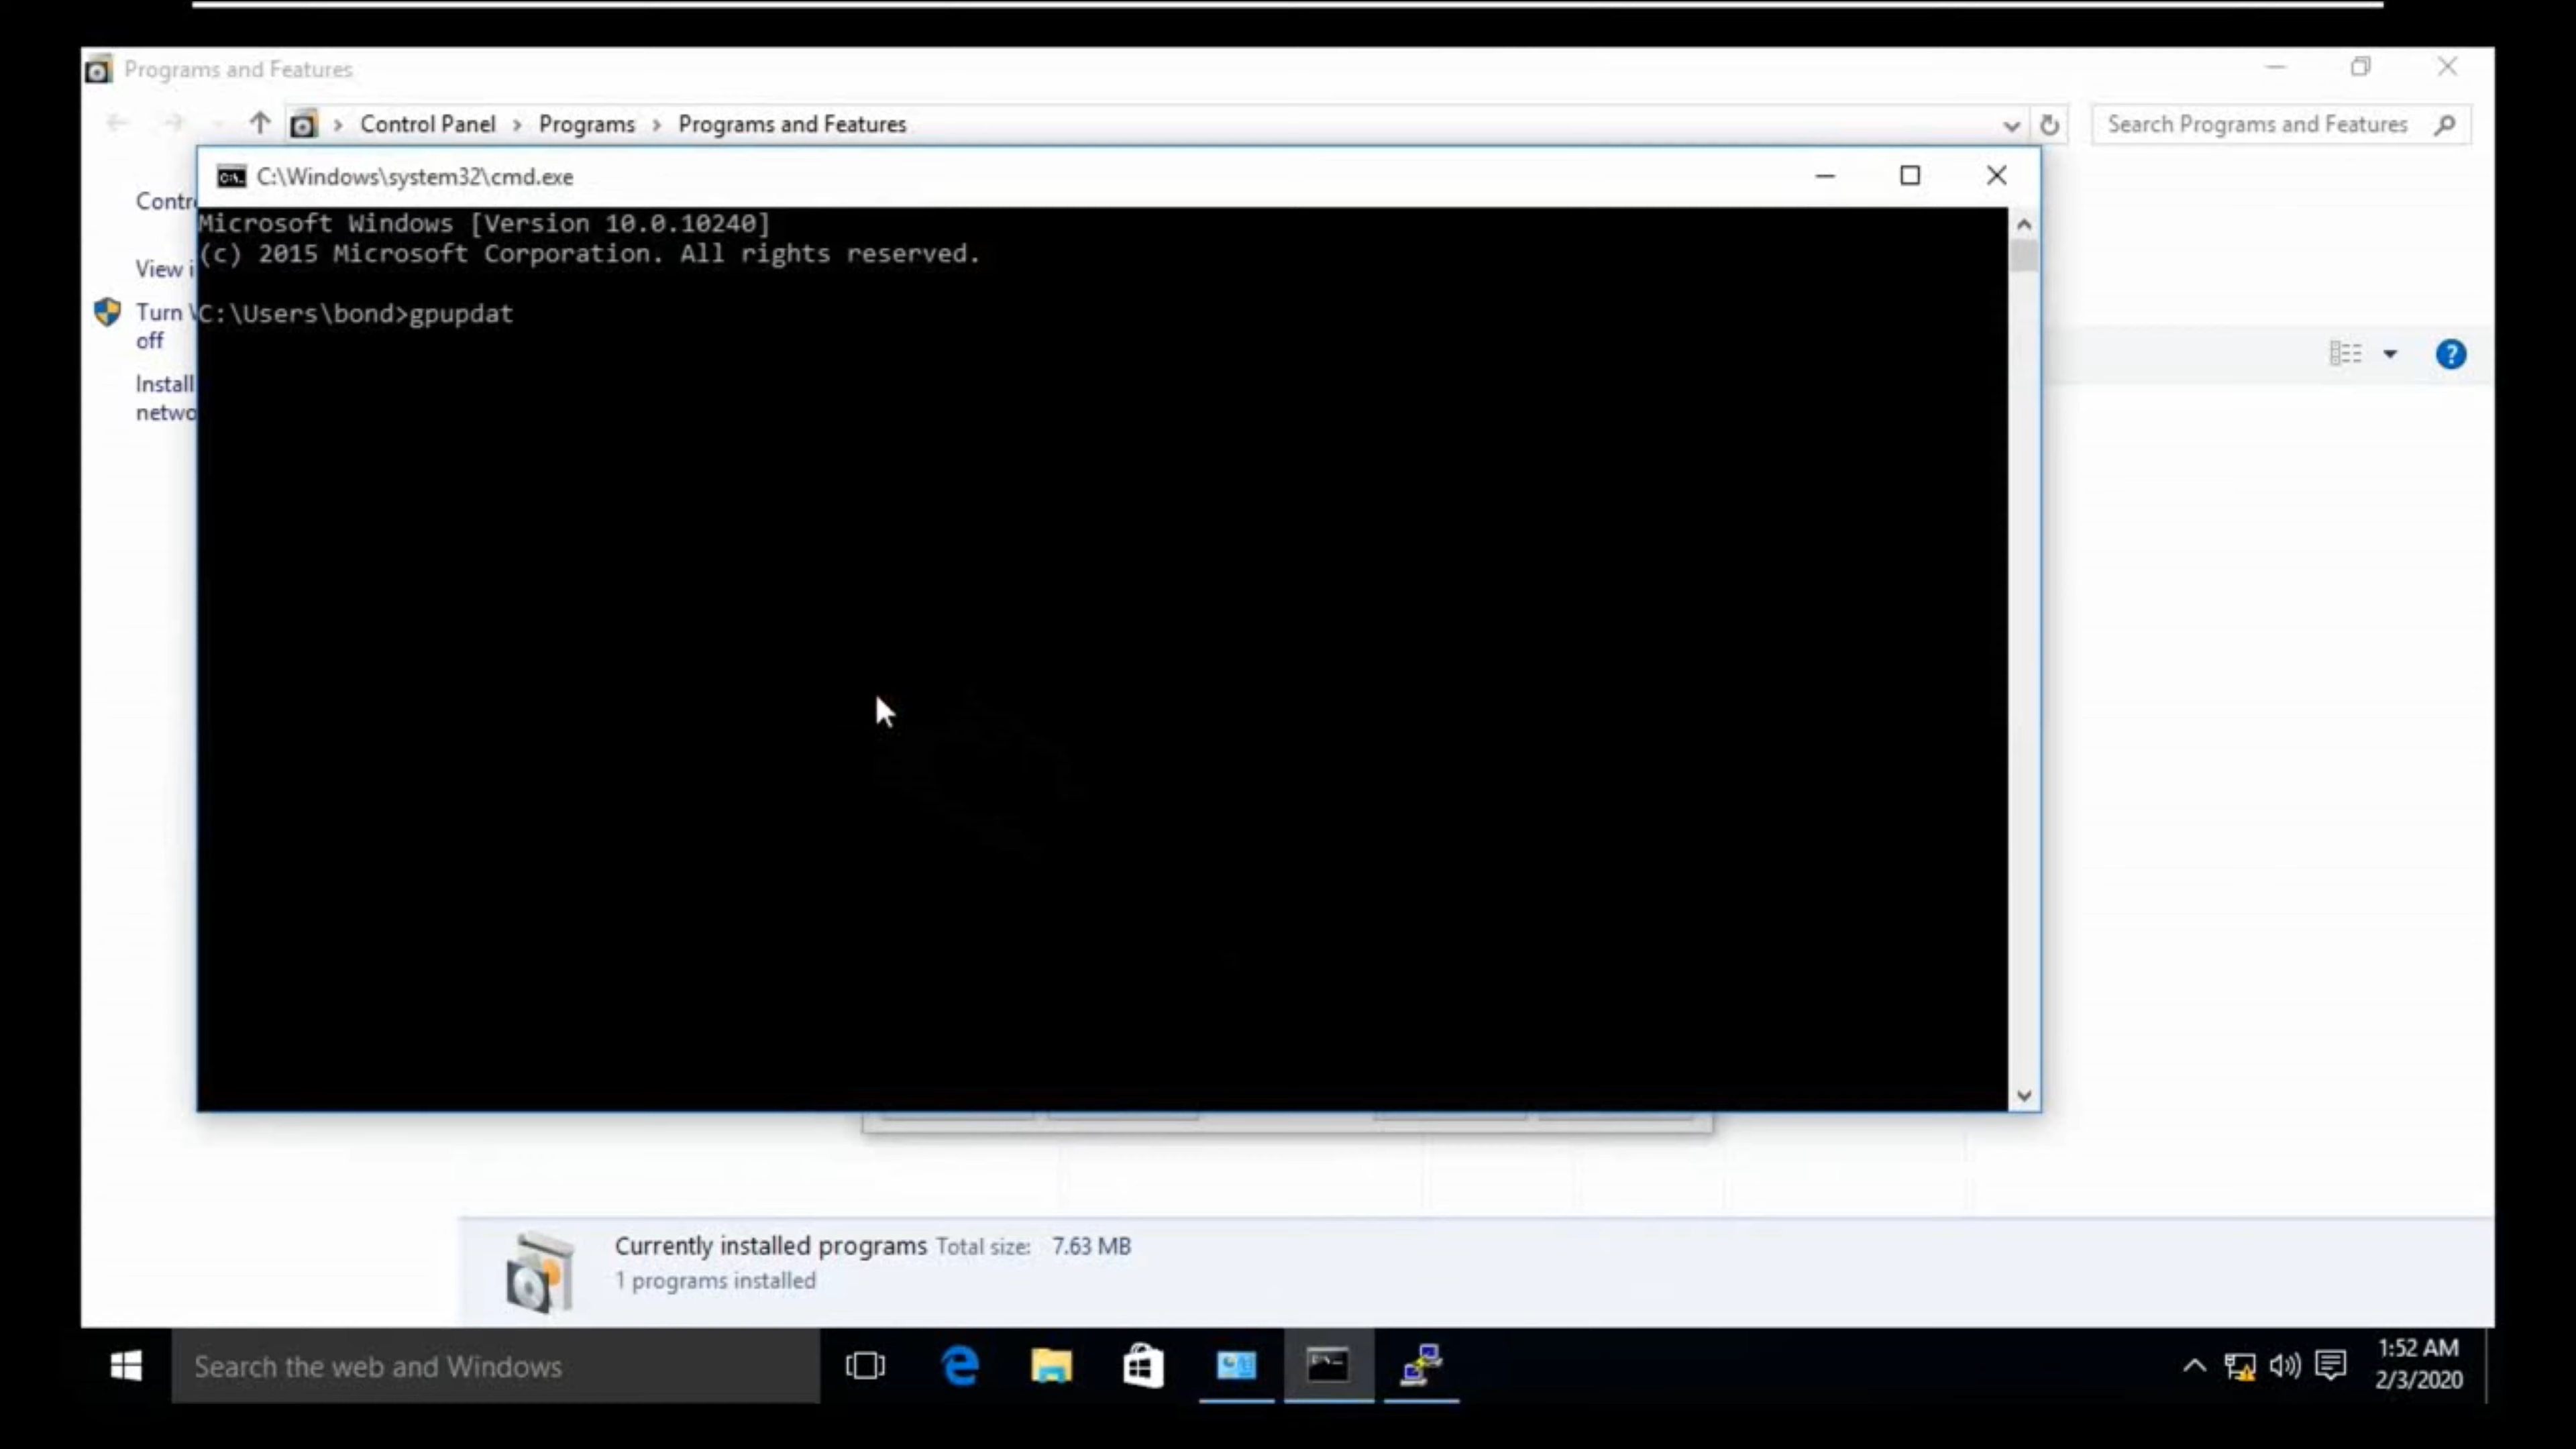 Programs and Features
Control Panel > Programs > Programs and Features
Search Programs and Features
C:\Windows\system32\cmd.exe
Contr
View i
Turn \
off
Install
netwo
Microsoft Windows [Version 10.0.10240]
(c) 2015 Microsoft Corporation. All rights reserved.
C:\Users\bond>gpupdat
Currently installed programs Total size: 7.63 MB
1 programs installed
Search the web and Windows
1:52 AM
2/3/2020